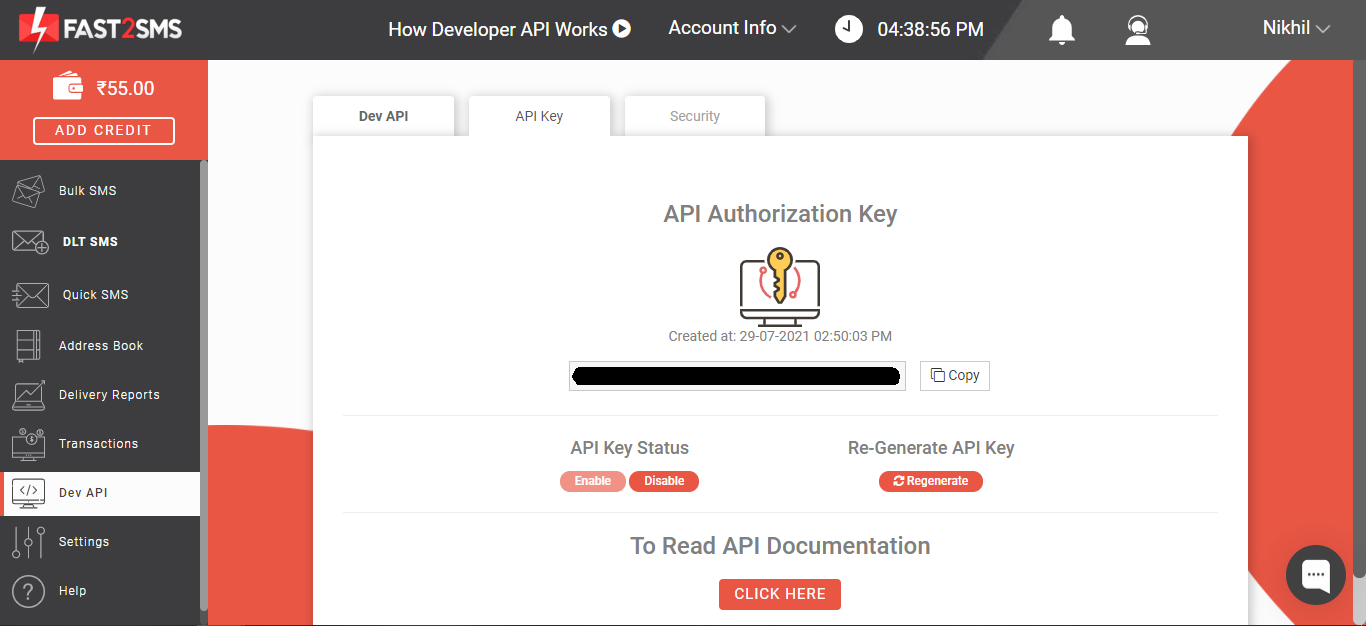 FAST2SMS
How Developer API Works
Account Info
04:38:56 PM
Nikhil
₹55.00
ADD CREDIT
Bulk SMS
DLT SMS
Quick SMS
Address Book
Delivery Reports
Transactions
Dev API
Settings
Help
Dev API
API Key
Security
API Authorization Key
Created at: 29-07-2021 02:50:03 PM
Copy
API Key Status
Re-Generate API Key
Enable
Disable
Regenerate
To Read API Documentation
CLICK HERE